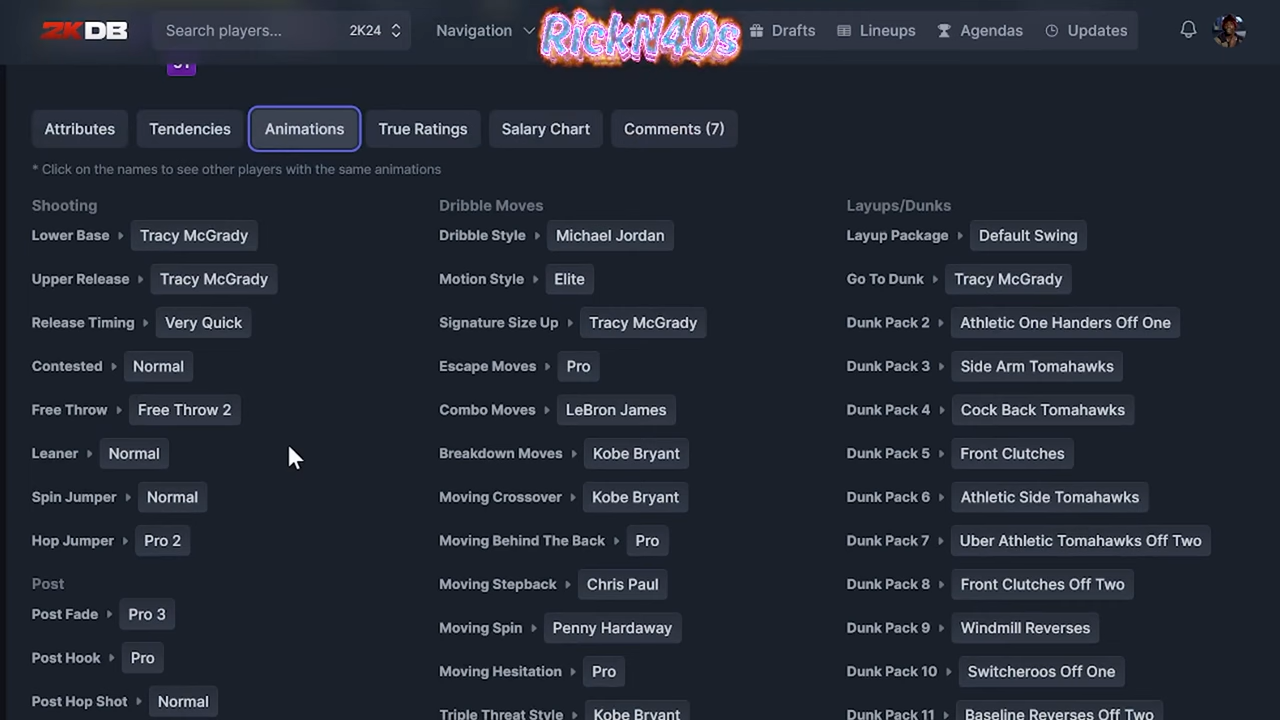 2KDB
Search players...
2K24
Navigation
RickN40s
Drafts
Lineups
Agendas
Updates
Attributes
Tendencies
Animations
True Ratings
Salary Chart
Comments (7)
* Click on the names to see other players with the same animations
Shooting
Lower Base Tracy McGrady
Upper Release Tracy McGrady
Release Timing Very Quick
Contested Normal
Free Throw Free Throw 2
Leaner Normal
Spin Jumper Normal
Hop Jumper Pro 2
Post
Post Fade Pro 3
Post Hook Pro
Post Hop Shot Normal
Dribble Moves
Dribble Style Michael Jordan
Motion Style Elite
Signature Size Up Tracy McGrady
Escape Moves Pro
Combo Moves LeBron James
Breakdown Moves Kobe Bryant
Moving Crossover Kobe Bryant
Moving Behind The Back Pro
Moving Stepback Chris Paul
Moving Spin Penny Hardaway
Moving Hesitation Pro
Triple Threat Style Kobe Bryant
Layups/Dunks
Layup Package Default Swing
Go To Dunk Tracy McGrady
Dunk Pack 2 Athletic One Handers Off One
Dunk Pack 3 Side Arm Tomahawks
Dunk Pack 4 Cock Back Tomahawks
Dunk Pack 5 Front Clutches
Dunk Pack 6 Athletic Side Tomahawks
Dunk Pack 7 Uber Athletic Tomahawks Off Two
Dunk Pack 8 Front Clutches Off Two
Dunk Pack 9 Windmill Reverses
Dunk Pack 10 Switcheroos Off One
Dunk Pack 11 Baseline Reverses Off Two